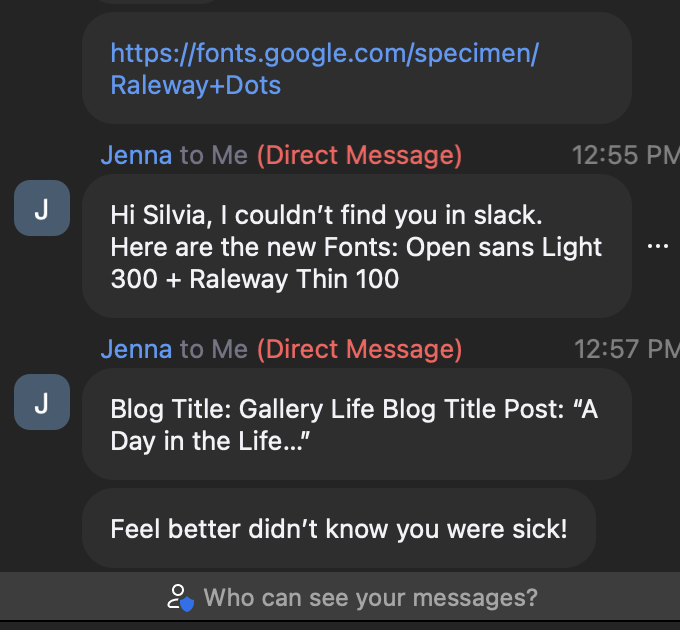 https://fonts.google.com/specimen/
Raleway+Dots
Jenna to Me (Direct Message) 12:55 PM
J
Hi Silvia, I couldn’t find you in slack.
Here are the new Fonts: Open sans Light
300 + Raleway Thin 100
Jenna to Me (Direct Message) 12:57 PM
J
Blog Title: Gallery Life Blog Title Post: “A
Day in the Life...”
Feel better didn’t know you were sick!
Who can see your messages?